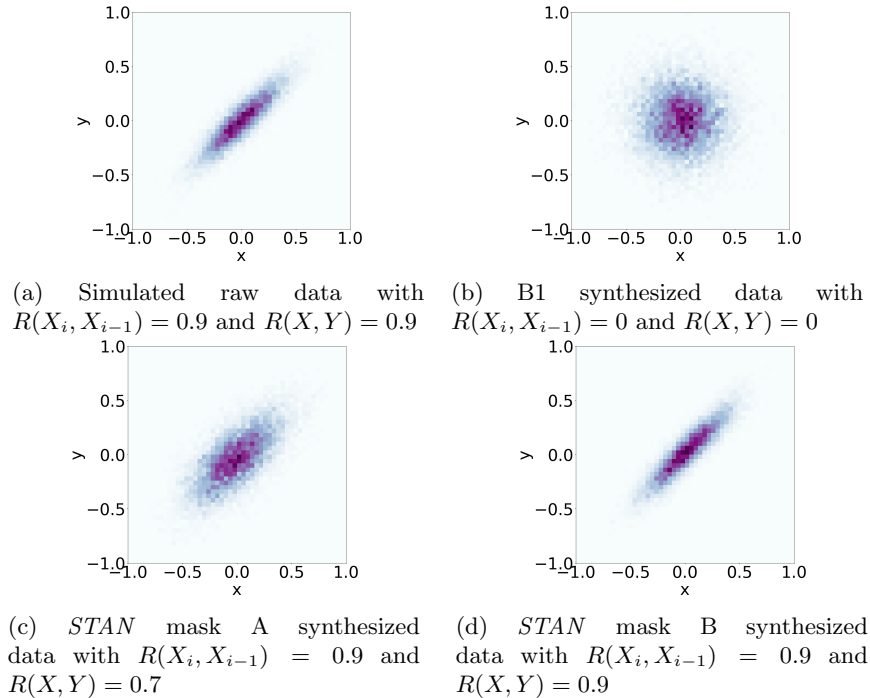 1.0
0.5
0.0
−0.5
−1.0
y
−1.0 −0.5 0.0 0.5 1.0
x
(a) Simulated raw data with
R(X_i, X_{i−1}) = 0.9 and R(X, Y) = 0.9
1.0
0.5
0.0
−0.5
−1.0
y
−1.0 −0.5 0.0 0.5 1.0
x
(b) B1 synthesized data with
R(X_i, X_{i−1}) = 0 and R(X, Y) = 0
1.0
0.5
0.0
−0.5
−1.0
y
−1.0 −0.5 0.0 0.5 1.0
x
(c) STAN mask A synthesized
data with R(X_i, X_{i−1}) = 0.9 and
R(X, Y) = 0.7
1.0
0.5
0.0
−0.5
−1.0
y
−1.0 −0.5 0.0 0.5 1.0
x
(d) STAN mask B synthesized
data with R(X_i, X_{i−1}) = 0.9 and
R(X, Y) = 0.9